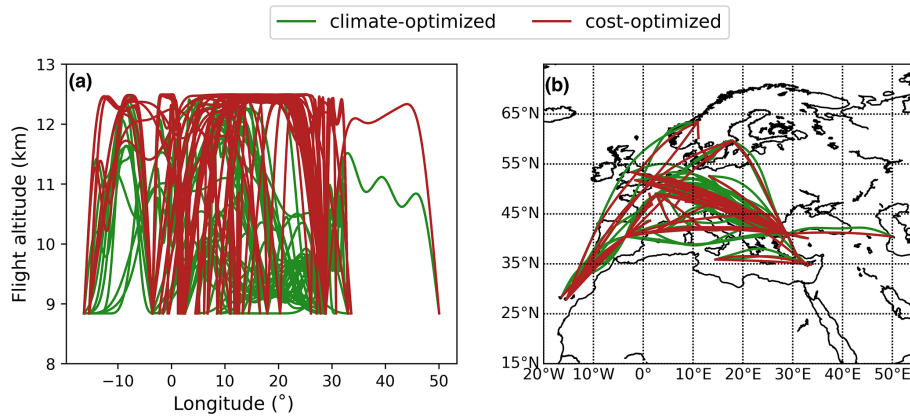 climate-optimized cost-optimized
(a)
Flight altitude (km)
13
12
11
10
9
8
−10 0 10 20 30 40 50
Longitude (°)
(b)
65°N
55°N
45°N
35°N
25°N
15°N
20°W 10°W 0° 10°E 20°E 30°E 40°E 50°E